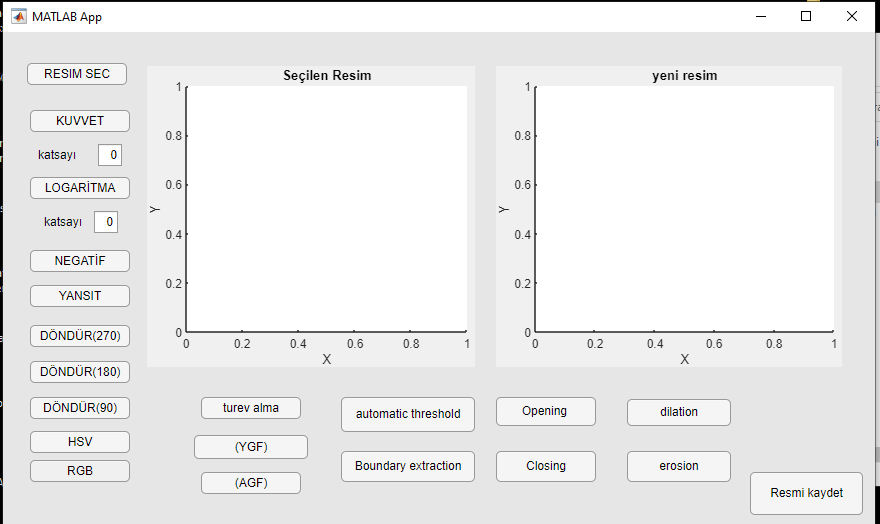 MATLAB App
RESIM SEC
KUVVET
katsayı 0
LOGARİTMA
katsayı 0
NEGATİF
YANSIT
DÖNDÜR(270)
DÖNDÜR(180)
DÖNDÜR(90)
HSV
RGB
Seçilen Resim
1
0.8
0.6
0.4
0.2
0
Y
0 0.2 0.4 0.6 0.8 1
X
yeni resim
1
0.8
0.6
0.4
0.2
0
Y
0 0.2 0.4 0.6 0.8 1
X
turev alma
(YGF)
(AGF)
automatic threshold
Boundary extraction
Opening
Closing
dilation
erosion
Resmi kaydet